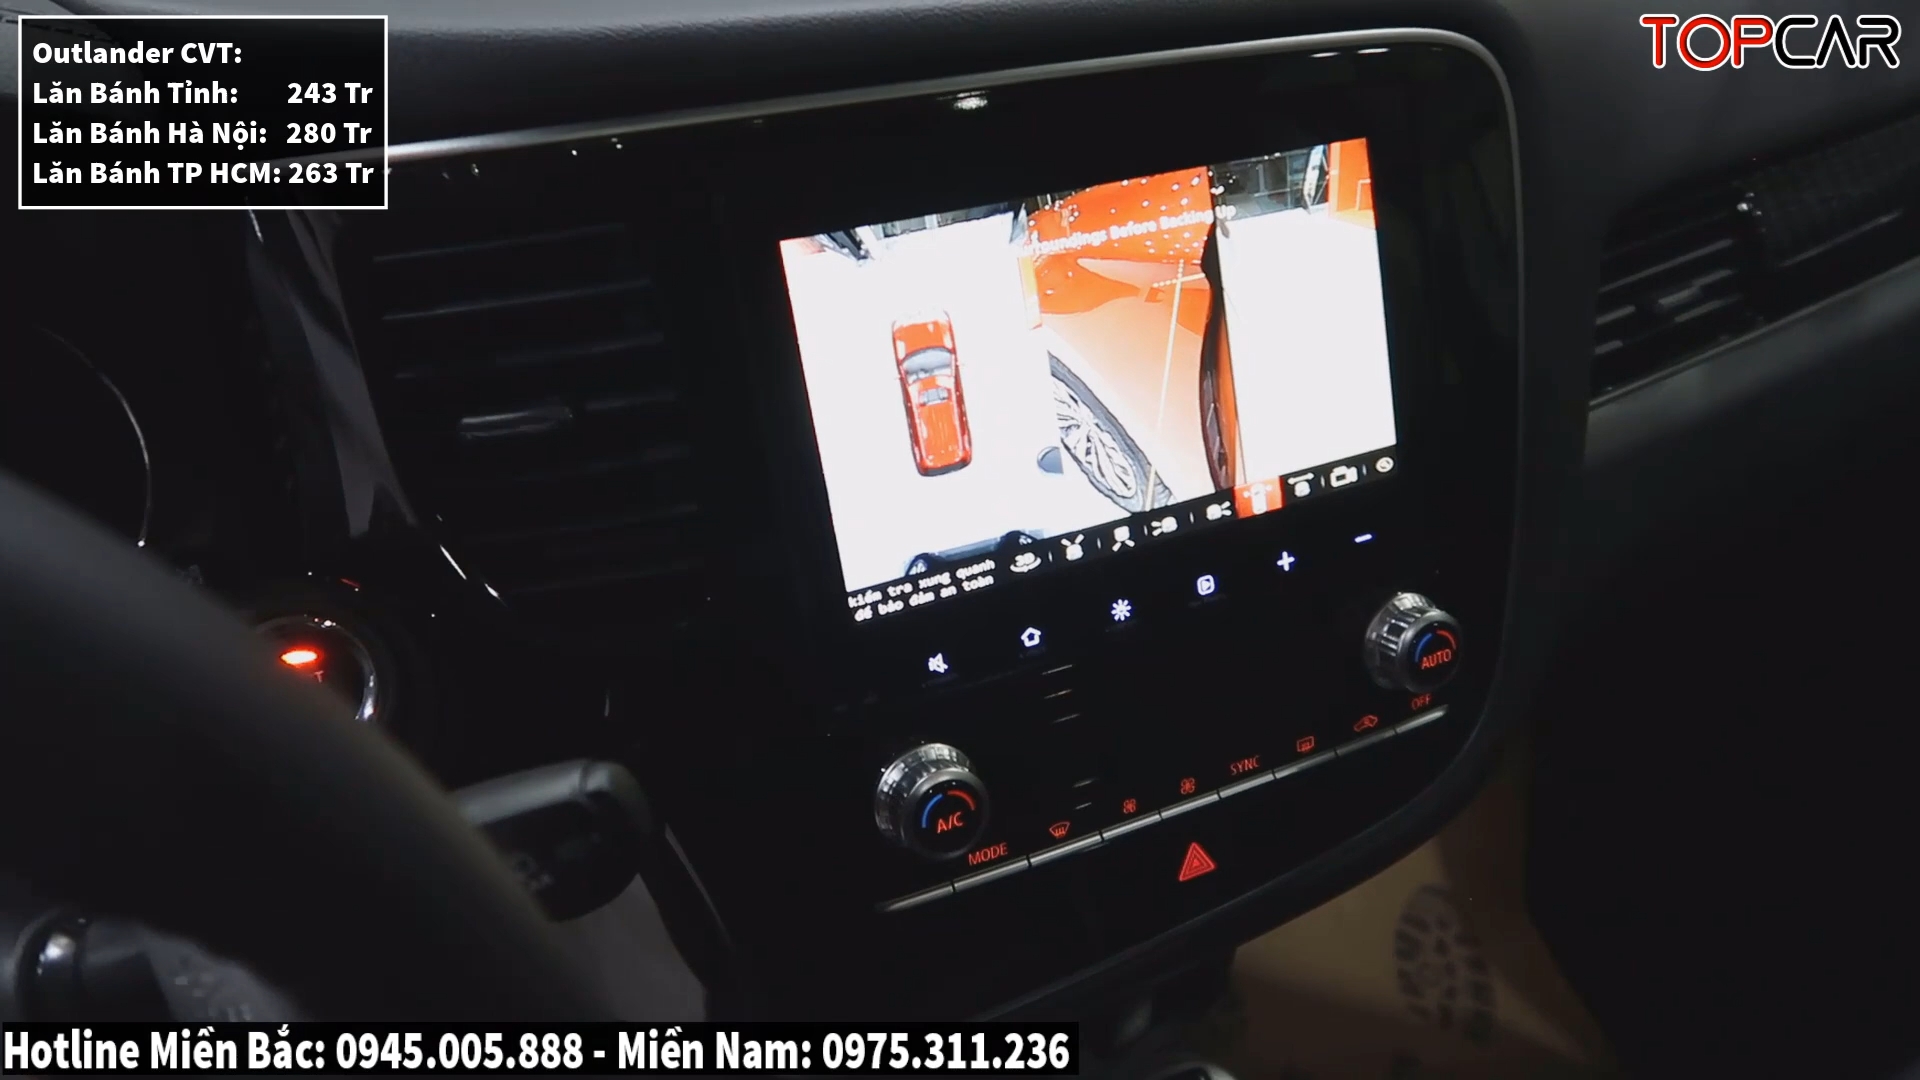 Outlander CVT:
Lăn Bánh Tỉnh: 243 Tr
Lăn Bánh Hà Nội: 280 Tr
Lăn Bánh TP HCM: 263 Tr
TOPCAR
Before Backing Up
kiểm tra xung quanh
để bảo đảm an toàn
3D
AUTO
OFF
SYNC
A/C
MODE
Hotline Miền Bắc: 0945.005.888 - Miền Nam: 0975.311.236